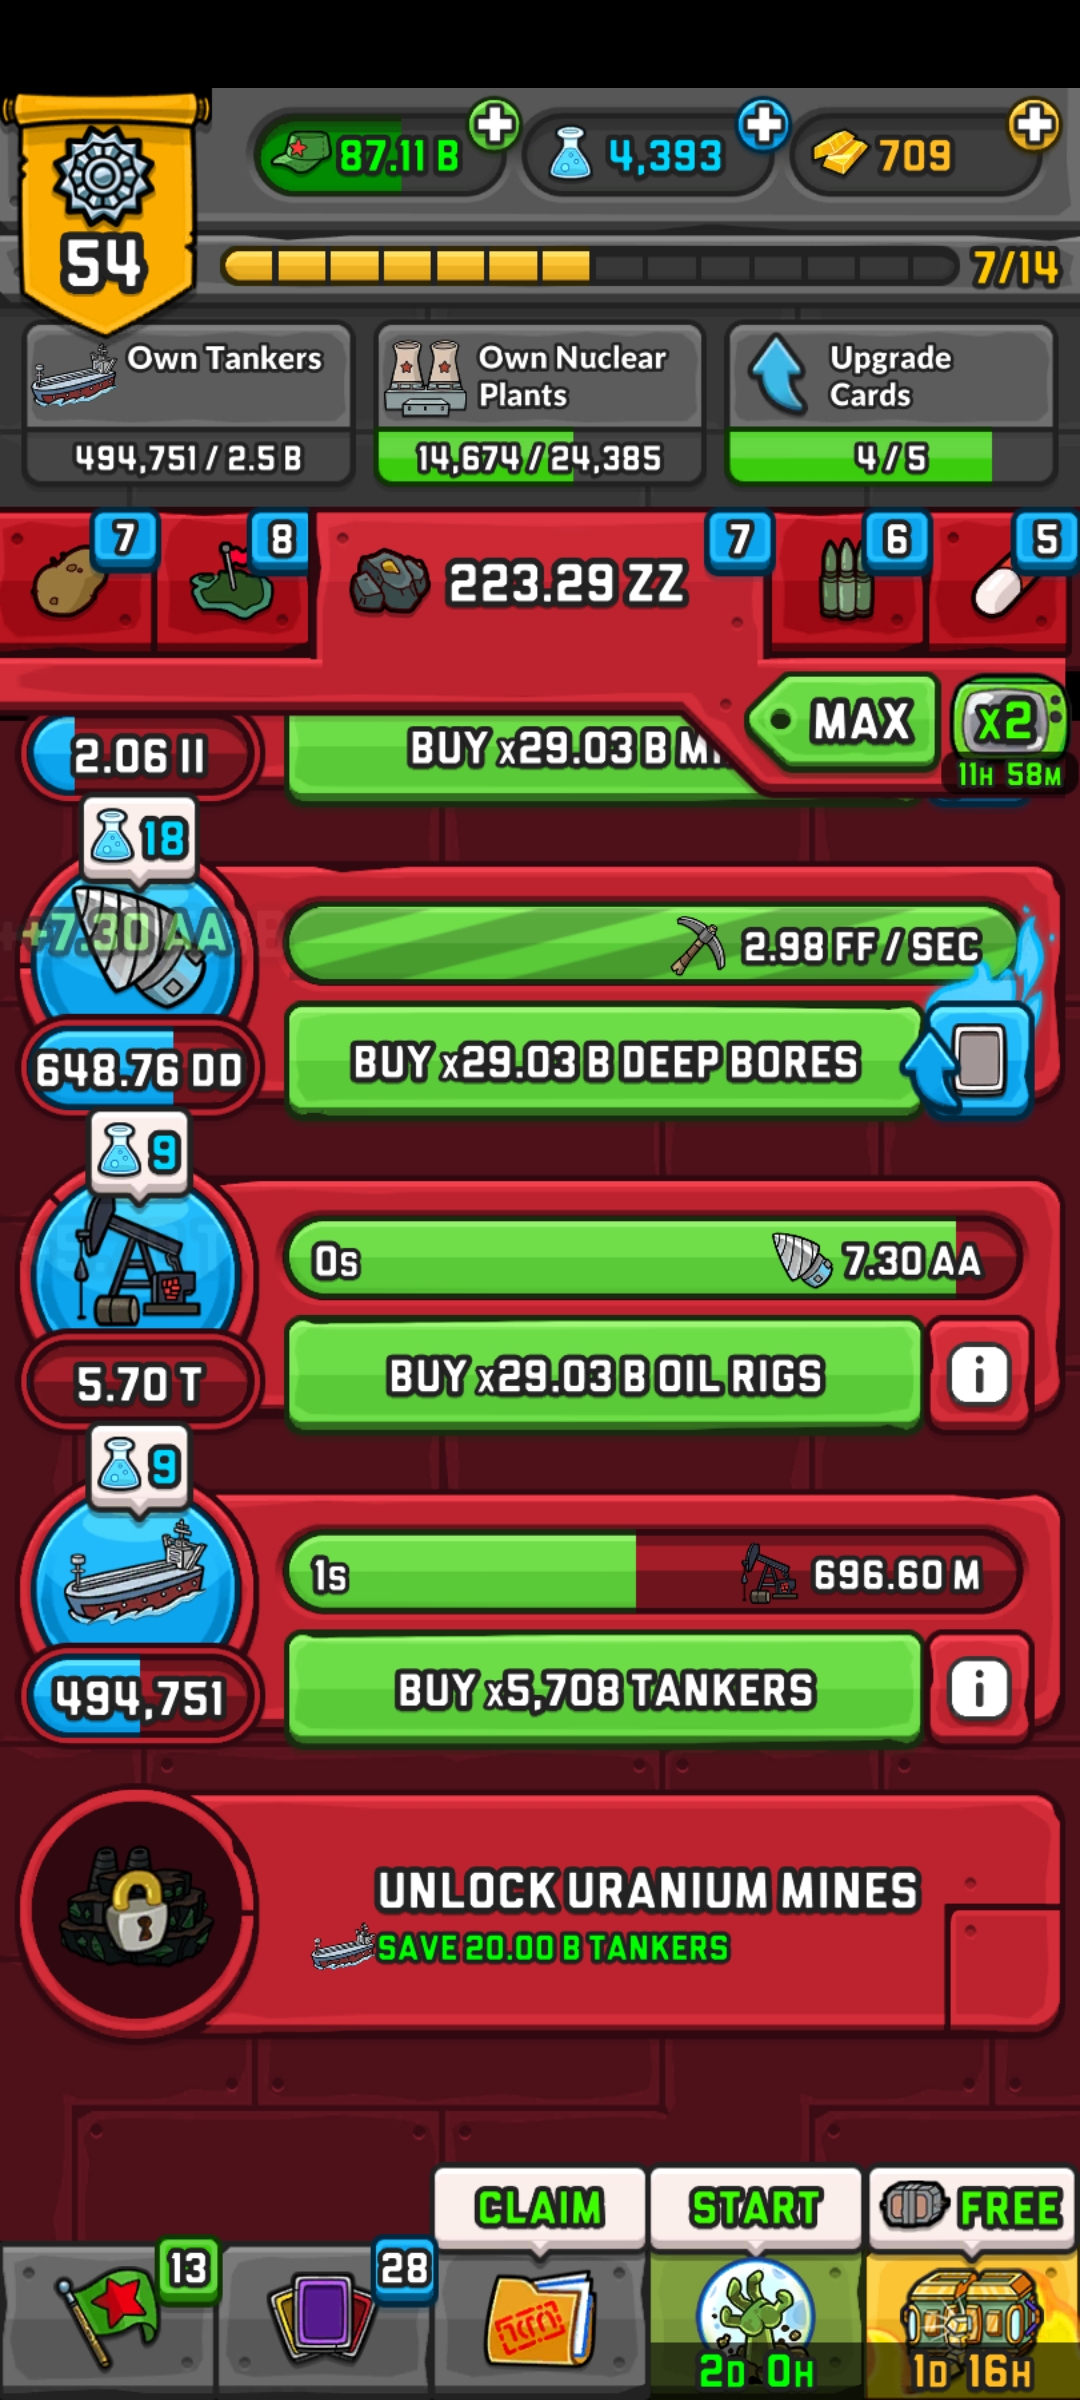 87.11 B
4,393
709
54
7/14
Own Tankers
494,751 / 2.5 B
Own Nuclear
Plants
14,674 / 24,385
Upgrade
Cards
4 / 5
7
8
223.29 ZZ
7
6
5
MAX
x2
11H 58M
2.06 II
BUY x29.03 B
18
+7.30 AA
2.98 FF / SEC
648.76 DD
BUY x29.03 B DEEP BORES
9
0s
7.30 AA
5.70 T
BUY x29.03 B OIL RIGS
9
1s
696.60 M
494,751
BUY x5,708 TANKERS
UNLOCK URANIUM MINES
SAVE 20.00 B TANKERS
CLAIM
START
FREE
13
28
2D 0H
1D 16H